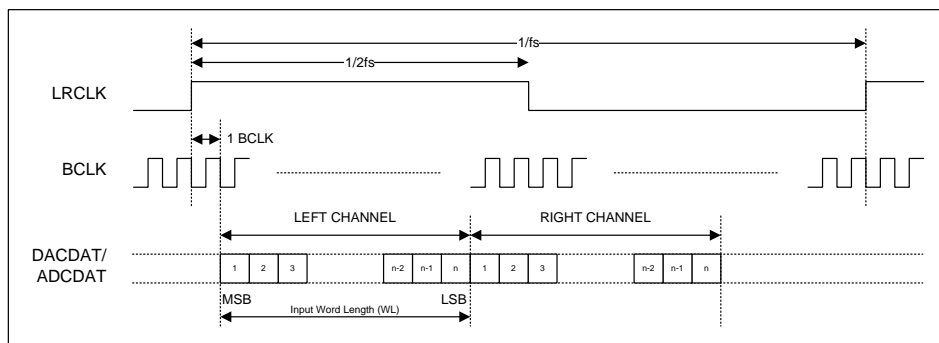 1/fs
1/2fs
LRCLK
1 BCLK
BCLK
LEFT CHANNEL
RIGHT CHANNEL
DACDAT/
ADCDAT
1 2 3 n-2 n-1 n 1 2 3 n-2 n-1 n
MSB LSB
Input Word Length (WL)